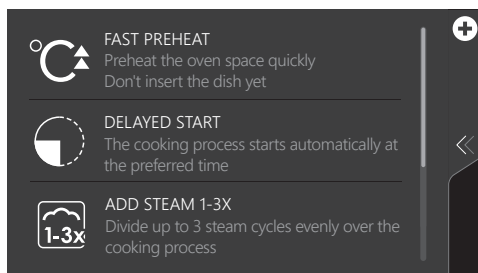 °C
FAST PREHEAT
Preheat the oven space quickly
Don't insert the dish yet
DELAYED START
The cooking process starts automatically at
the preferred time
1-3x
ADD STEAM 1-3X
Divide up to 3 steam cycles evenly over the
cooking process